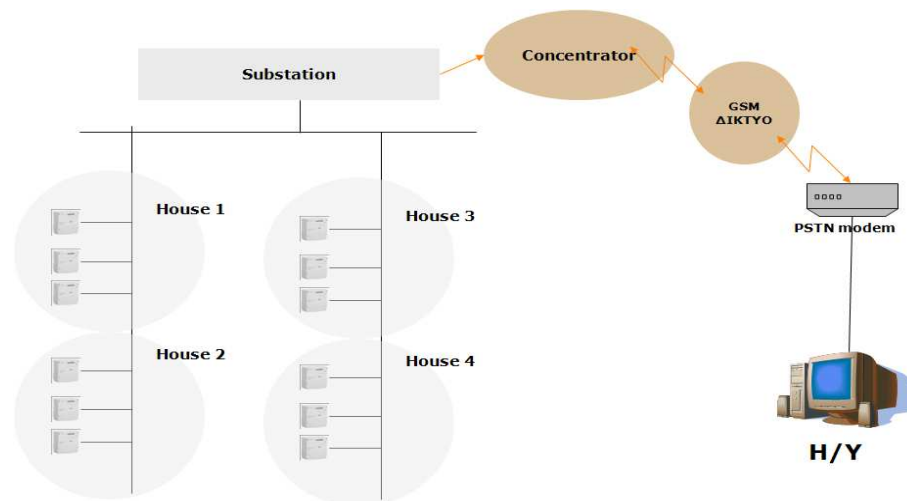 Substation
Concentrator
GSM
ΔΙΚΤΥΟ
House 1
House 3
PSTN modem
House 2
House 4
Η/Υ